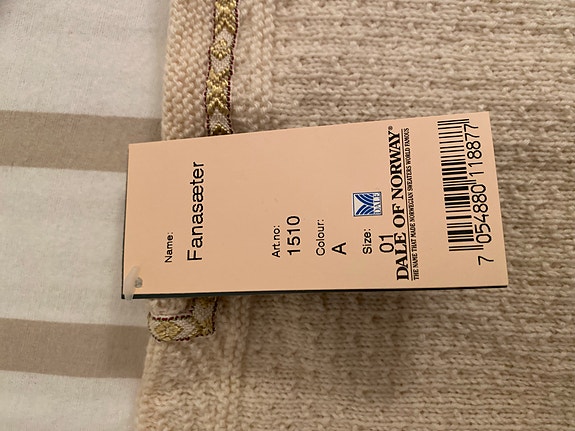 Name:
Fanasæter
Art.no:
1510
Colour:
A
Size:
01
DALE
DALE OF NORWAY®
THE NAME THAT MADE NORWEGIAN SWEATERS WORLD FAMOUS
7 054880 118877